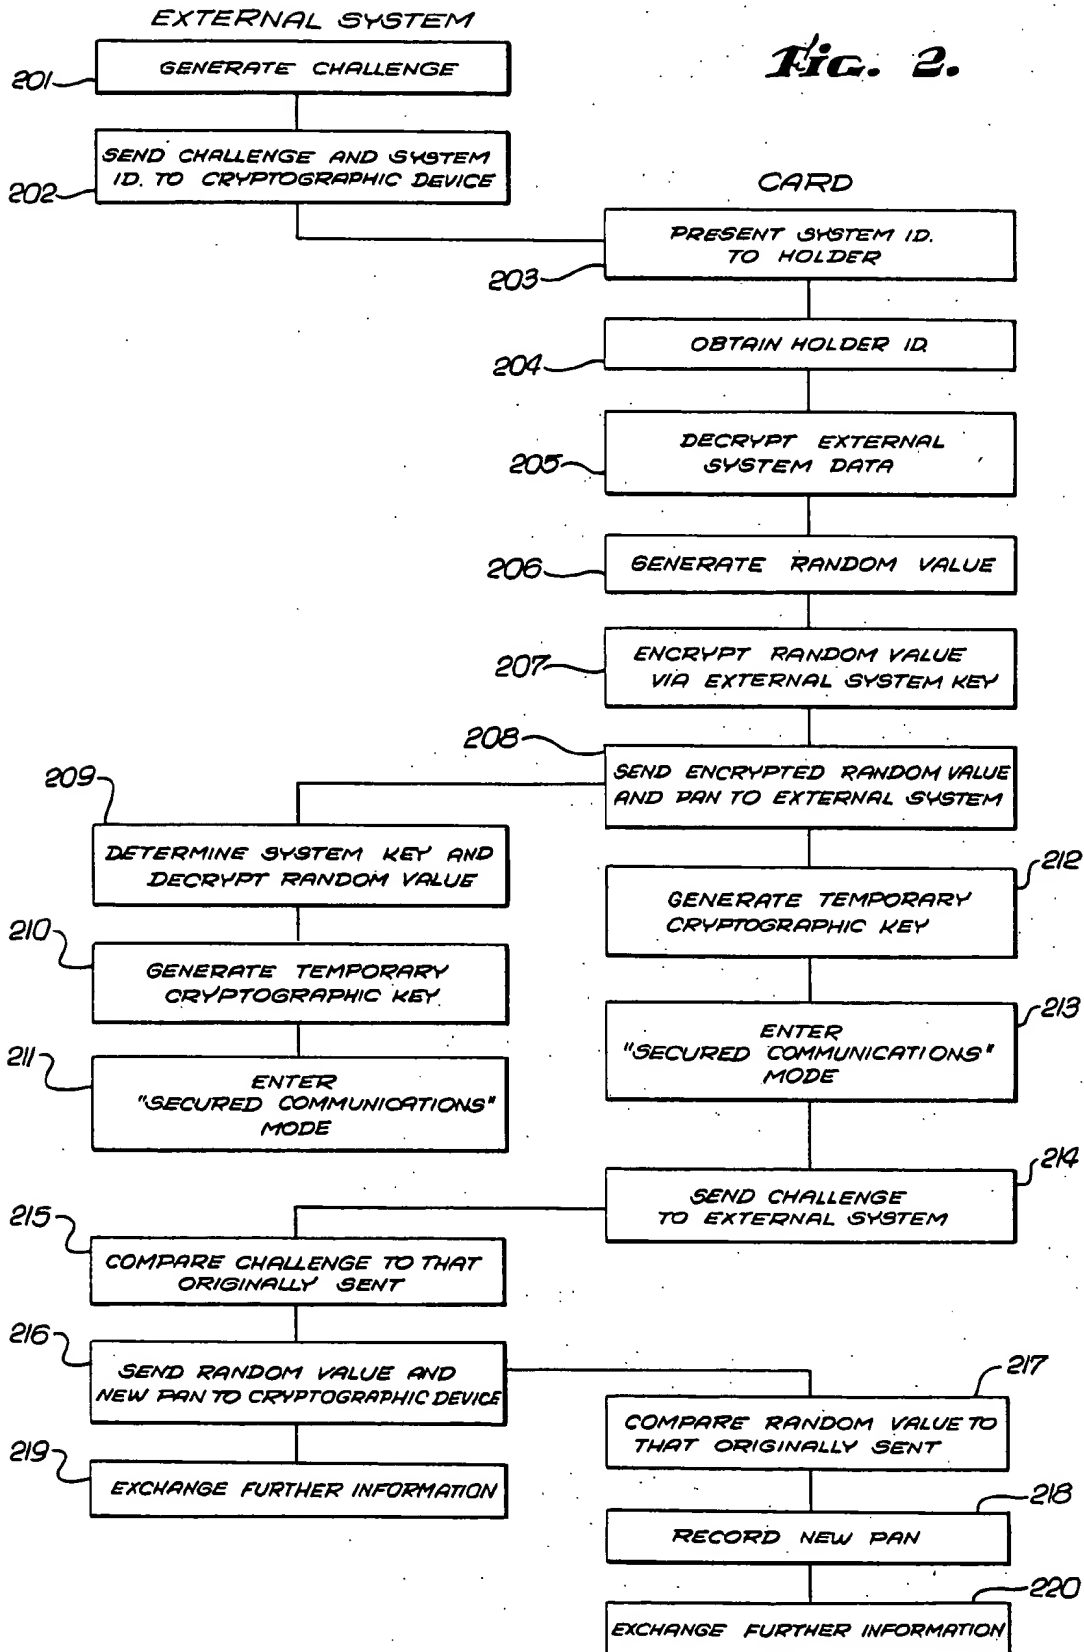 EXTERNAL SYSTEM
Fig. 2.
201
GENERATE CHALLENGE
202
SEND CHALLENGE AND SYSTEM
ID. TO CRYPTOGRAPHIC DEVICE
CARD
203
PRESENT SYSTEM ID.
TO HOLDER
204
OBTAIN HOLDER ID.
205
DECRYPT EXTERNAL
SYSTEM DATA
206
GENERATE RANDOM VALUE
207
ENCRYPT RANDOM VALUE
VIA EXTERNAL SYSTEM KEY
208
SEND ENCRYPTED RANDOM VALUE
AND PAN TO EXTERNAL SYSTEM
209
DETERMINE SYSTEM KEY AND
DECRYPT RANDOM VALUE
210
GENERATE TEMPORARY
CRYPTOGRAPHIC KEY
211
ENTER
"SECURED COMMUNICATIONS"
MODE
212
GENERATE TEMPORARY
CRYPTOGRAPHIC KEY
213
ENTER
"SECURED COMMUNICATIONS"
MODE
214
SEND CHALLENGE
TO EXTERNAL SYSTEM
215
COMPARE CHALLENGE TO THAT
ORIGINALLY SENT
216
SEND RANDOM VALUE AND
NEW PAN TO CRYPTOGRAPHIC DEVICE
217
COMPARE RANDOM VALUE TO
THAT ORIGINALLY SENT
218
RECORD NEW PAN
219
EXCHANGE FURTHER INFORMATION
220
EXCHANGE FURTHER INFORMATION